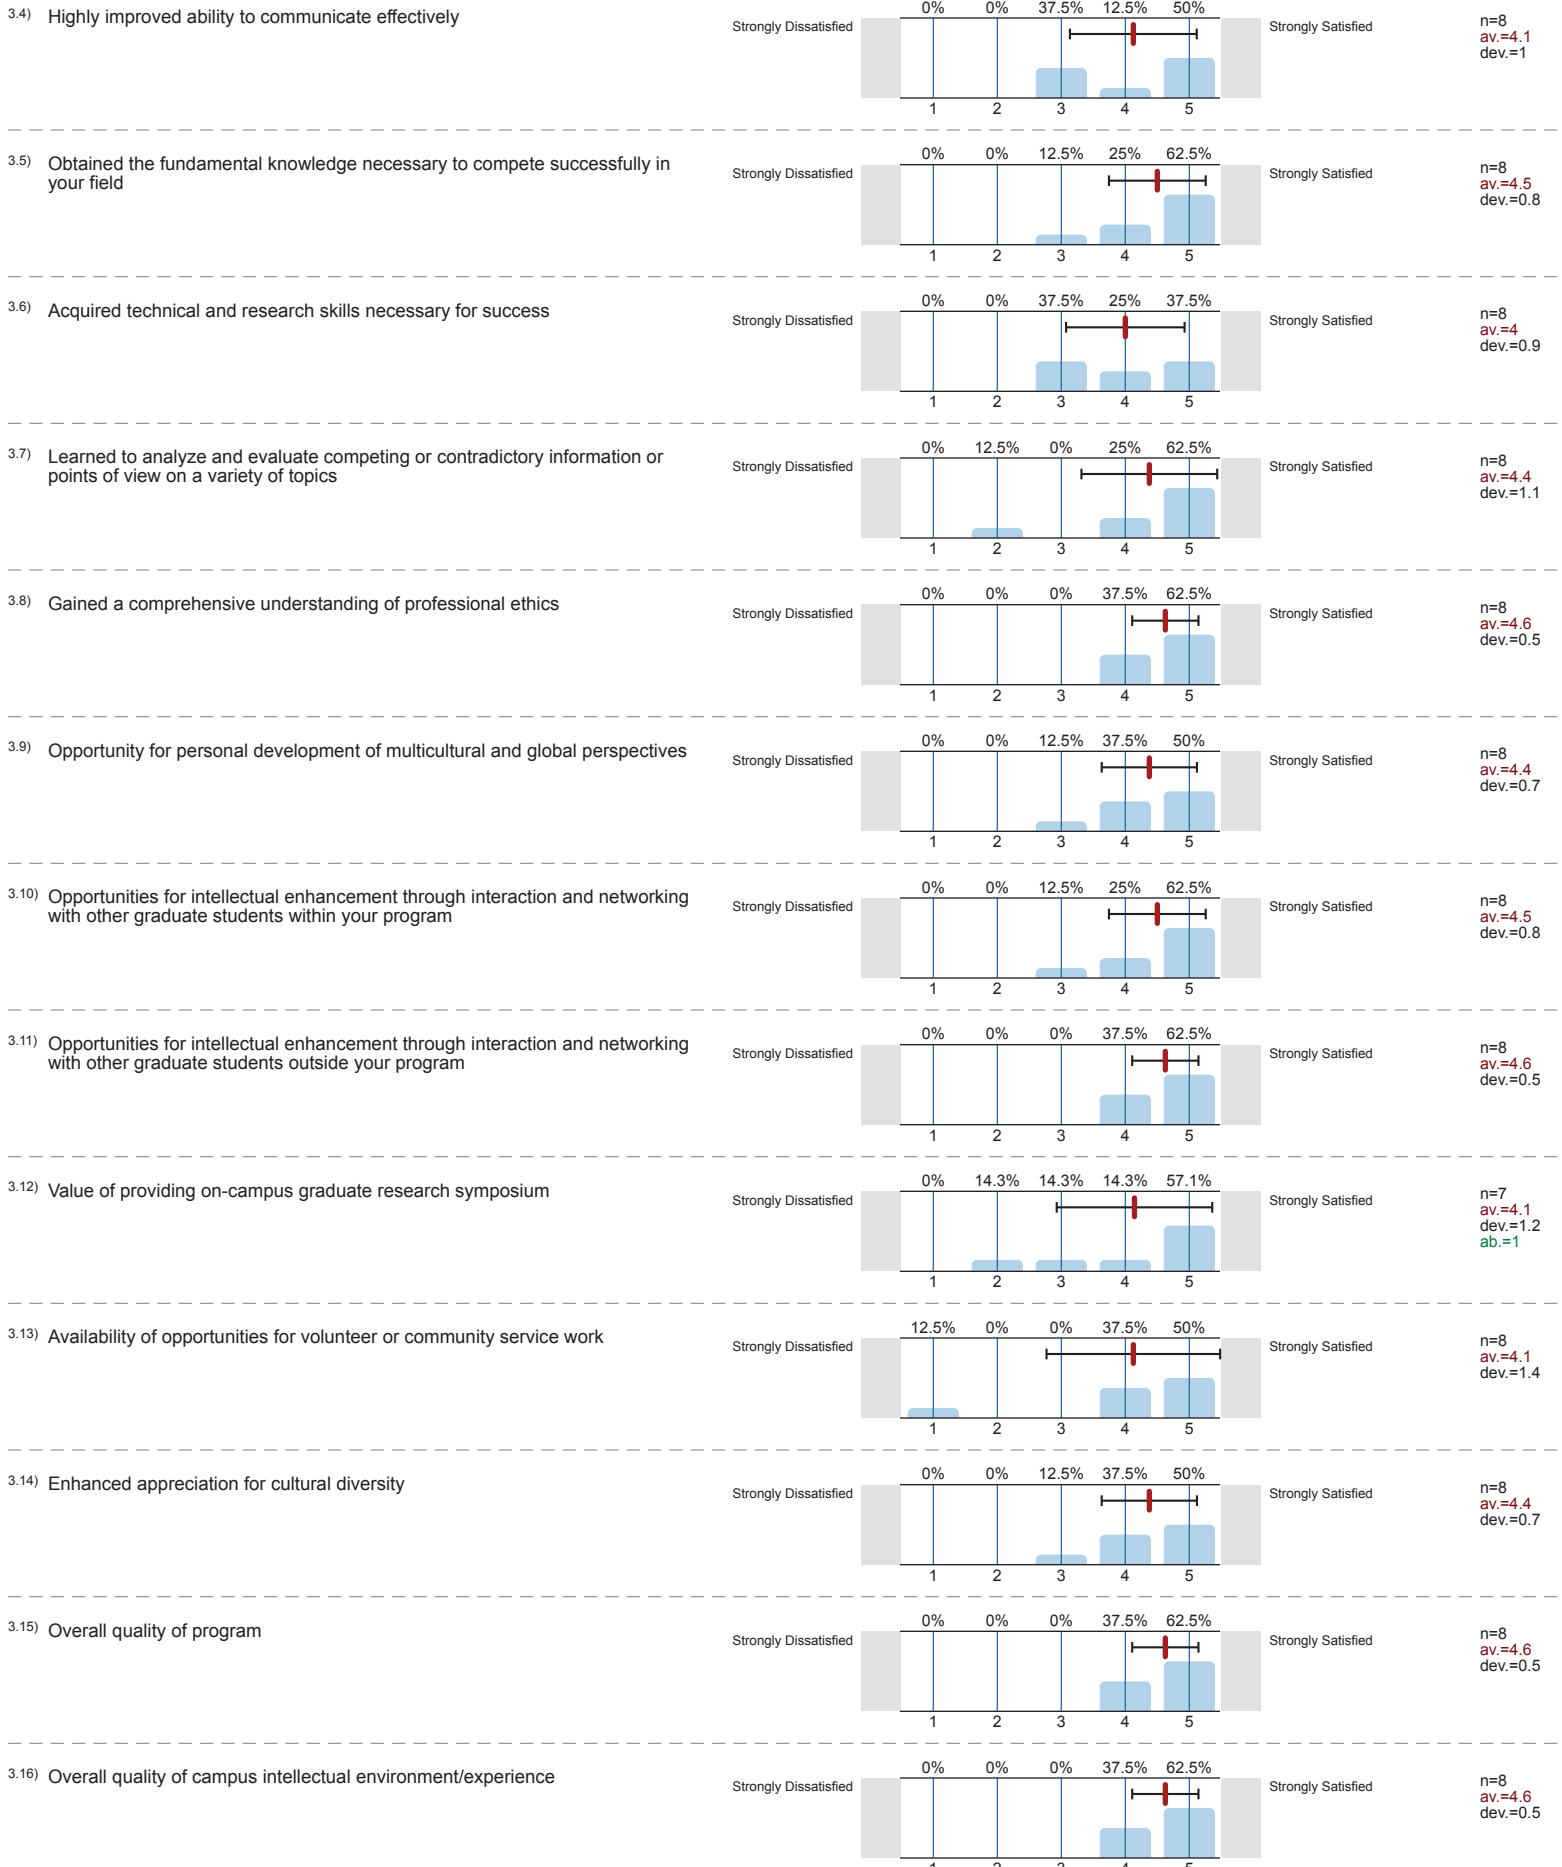 3.4) Highly improved ability to communicate effectively
Strongly Dissatisfied
0% 0% 37.5% 12.5% 50%
1 2 3 4 5
Strongly Satisfied
n=8
av.=4.1
dev.=1
3.5) Obtained the fundamental knowledge necessary to compete successfully in
your field
Strongly Dissatisfied
0% 0% 12.5% 25% 62.5%
1 2 3 4 5
Strongly Satisfied
n=8
av.=4.5
dev.=0.8
3.6) Acquired technical and research skills necessary for success
Strongly Dissatisfied
0% 0% 37.5% 25% 37.5%
1 2 3 4 5
Strongly Satisfied
n=8
av.=4
dev.=0.9
3.7) Learned to analyze and evaluate competing or contradictory information or
points of view on a variety of topics
Strongly Dissatisfied
0% 12.5% 0% 25% 62.5%
1 2 3 4 5
Strongly Satisfied
n=8
av.=4.4
dev.=1.1
3.8) Gained a comprehensive understanding of professional ethics
Strongly Dissatisfied
0% 0% 0% 37.5% 62.5%
1 2 3 4 5
Strongly Satisfied
n=8
av.=4.6
dev.=0.5
3.9) Opportunity for personal development of multicultural and global perspectives
Strongly Dissatisfied
0% 0% 12.5% 37.5% 50%
1 2 3 4 5
Strongly Satisfied
n=8
av.=4.4
dev.=0.7
3.10) Opportunities for intellectual enhancement through interaction and networking
with other graduate students within your program
Strongly Dissatisfied
0% 0% 12.5% 25% 62.5%
1 2 3 4 5
Strongly Satisfied
n=8
av.=4.5
dev.=0.8
3.11) Opportunities for intellectual enhancement through interaction and networking
with other graduate students outside your program
Strongly Dissatisfied
0% 0% 0% 37.5% 62.5%
1 2 3 4 5
Strongly Satisfied
n=8
av.=4.6
dev.=0.5
3.12) Value of providing on-campus graduate research symposium
Strongly Dissatisfied
0% 14.3% 14.3% 14.3% 57.1%
1 2 3 4 5
Strongly Satisfied
n=7
av.=4.1
dev.=1.2
ab.=1
3.13) Availability of opportunities for volunteer or community service work
Strongly Dissatisfied
12.5% 0% 0% 37.5% 50%
1 2 3 4 5
Strongly Satisfied
n=8
av.=4.1
dev.=1.4
3.14) Enhanced appreciation for cultural diversity
Strongly Dissatisfied
0% 0% 12.5% 37.5% 50%
1 2 3 4 5
Strongly Satisfied
n=8
av.=4.4
dev.=0.7
3.15) Overall quality of program
Strongly Dissatisfied
0% 0% 0% 37.5% 62.5%
1 2 3 4 5
Strongly Satisfied
n=8
av.=4.6
dev.=0.5
3.16) Overall quality of campus intellectual environment/experience
Strongly Dissatisfied
0% 0% 0% 37.5% 62.5%
1 2 3 4 5
Strongly Satisfied
n=8
av.=4.6
dev.=0.5